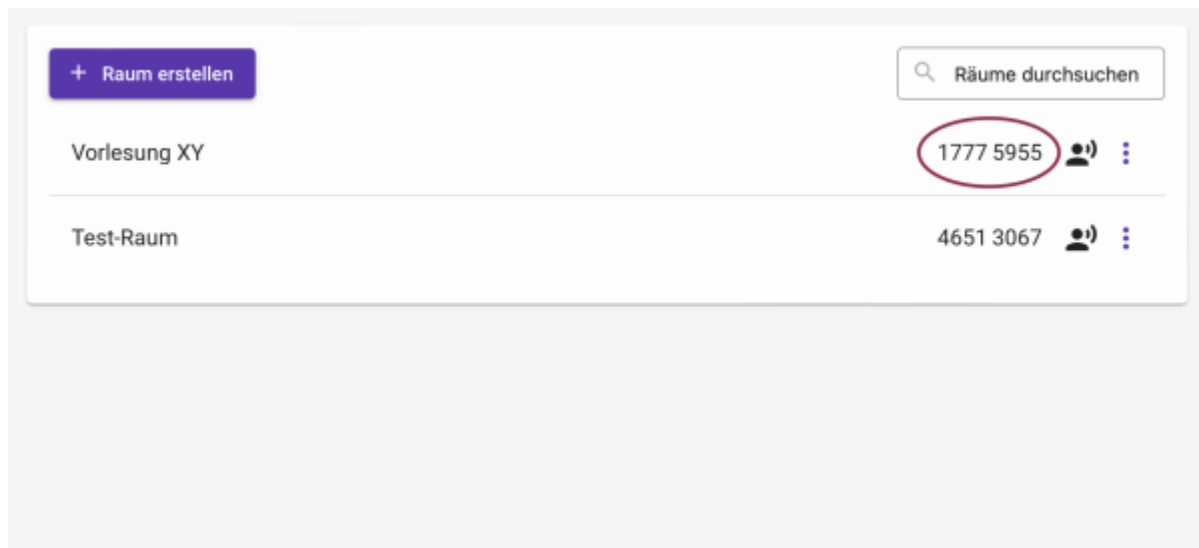 + Raum erstellen
Räume durchsuchen
Vorlesung XY 1777 5955
Test-Raum 4651 3067